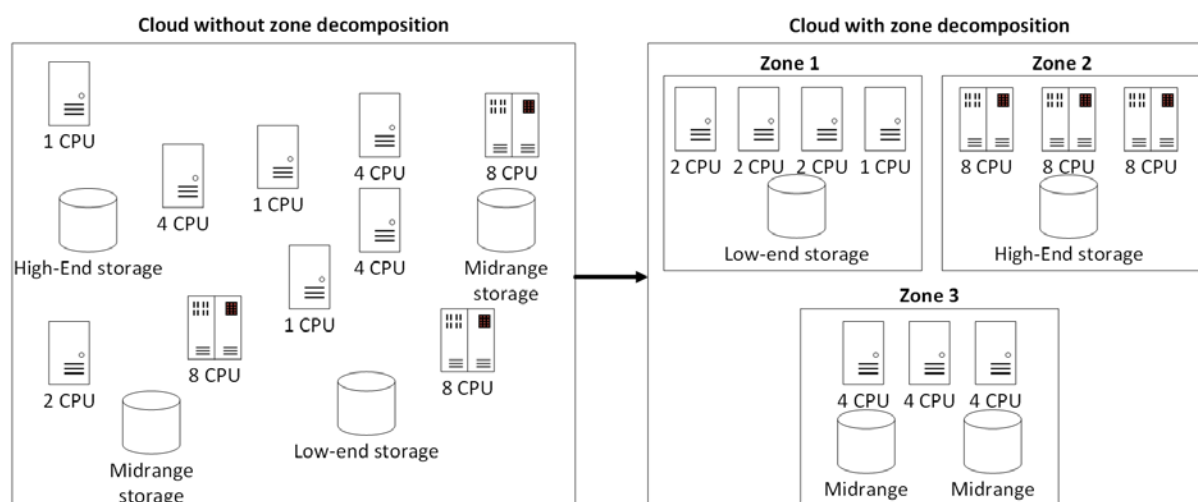 Cloud without zone decomposition
1 CPU
4 CPU
1 CPU
4 CPU
8 CPU
High-End storage
4 CPU
Midrange
storage
1 CPU
2 CPU
8 CPU
8 CPU
Midrange
storage
Low-end storage
Cloud with zone decomposition
Zone 1
2 CPU 2 CPU 2 CPU 1 CPU
Low-end storage
Zone 2
8 CPU 8 CPU 8 CPU
High-End storage
Zone 3
4 CPU 4 CPU 4 CPU
Midrange Midrange